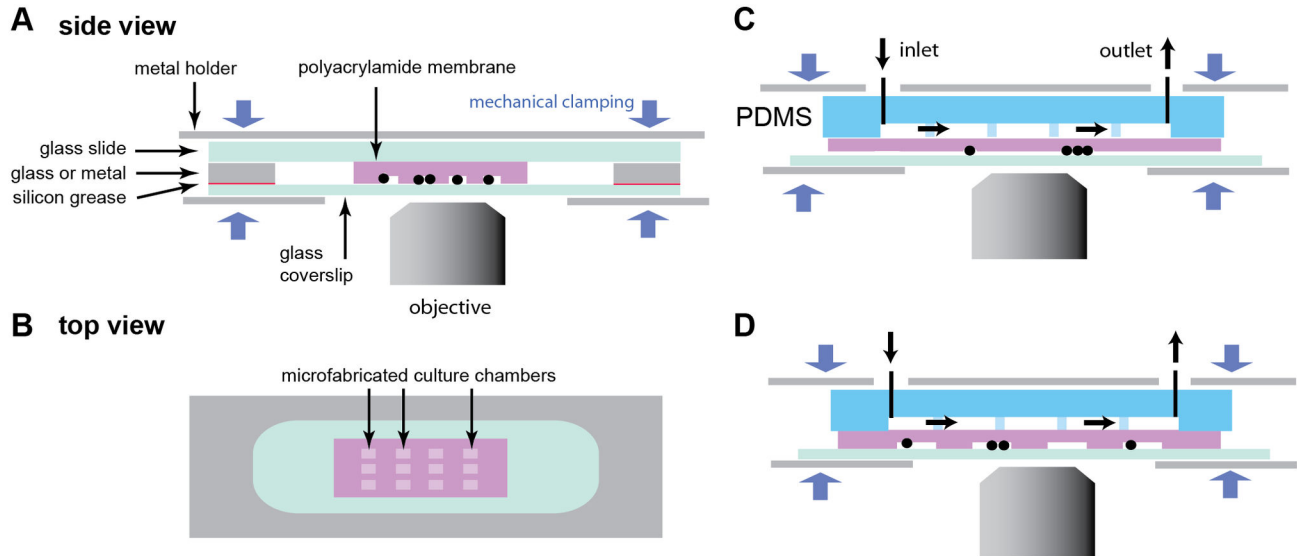 A side view
metal holder
polyacrylamide membrane
mechanical clamping
glass slide
glass or metal
silicon grease
glass
coverslip
objective
B top view
microfabricated culture chambers
C
inlet
outlet
PDMS
D